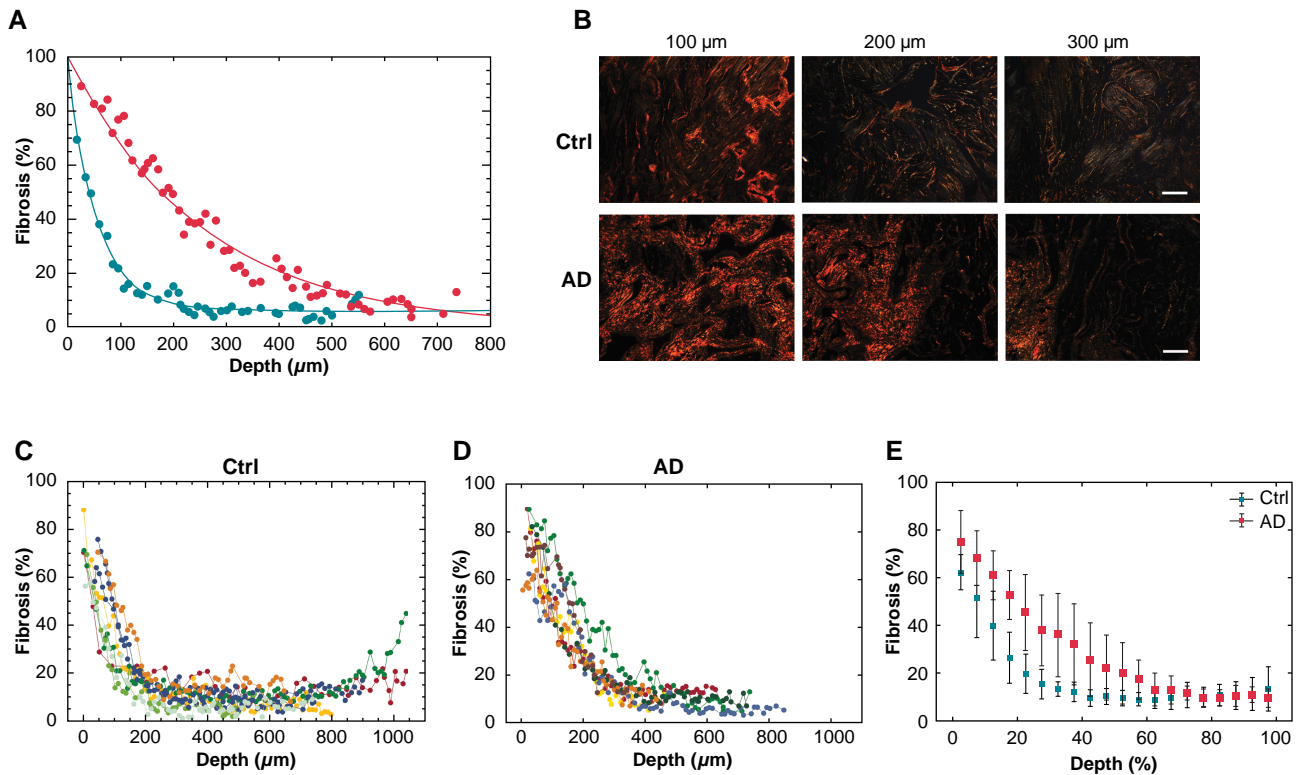 A
Fibrosis (%)
100
80
60
40
20
0
0 100 200 300 400 500 600 700 800
Depth (µm)
B
100 µm 200 µm 300 µm
Ctrl
AD
C
Ctrl
Fibrosis (%)
100
80
60
40
20
0
0 200 400 600 800 1000
Depth (µm)
D
AD
Fibrosis (%)
100
80
60
40
20
0
0 200 400 600 800 1000
Depth (µm)
E
Ctrl
AD
Fibrosis (%)
100
80
60
40
20
0
0 20 40 60 80 100
Depth (%)